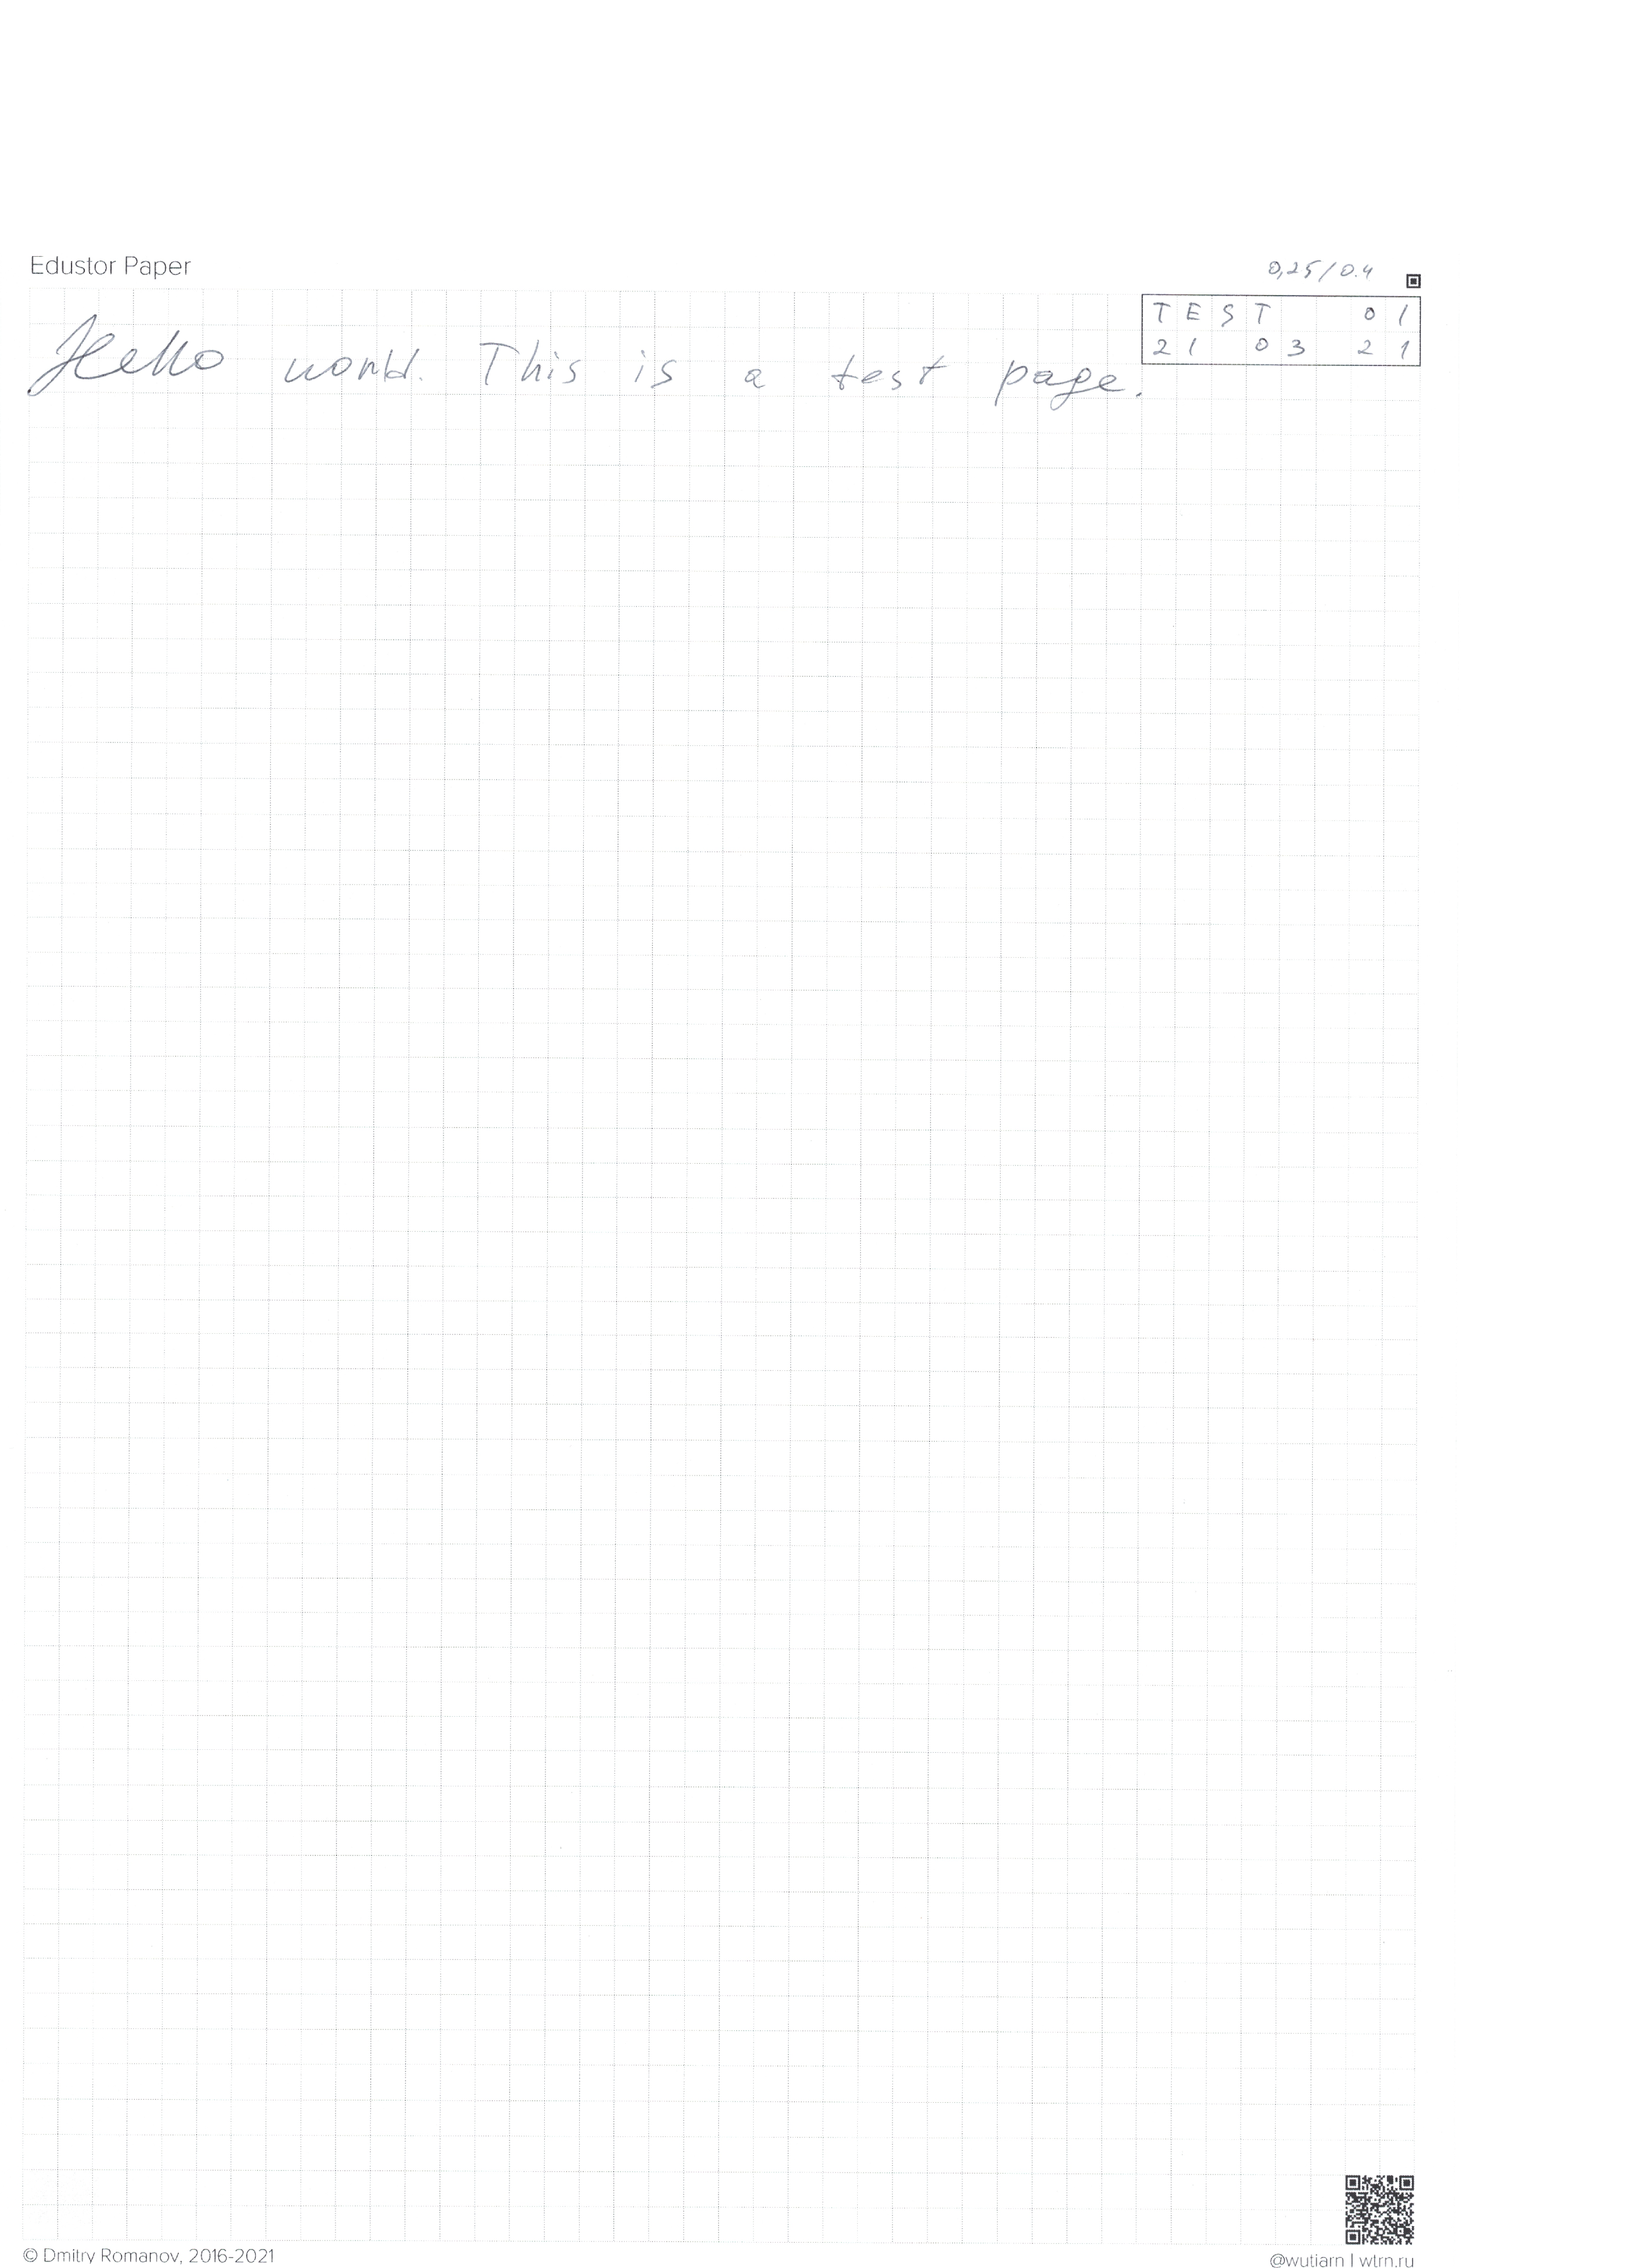 Edustor Paper
0,25/0.4
TEST 01
21 03 21
Hello world. This is a test page.
© Dmitry Romanov, 2016-2021
@wutiarn | wtrn.ru